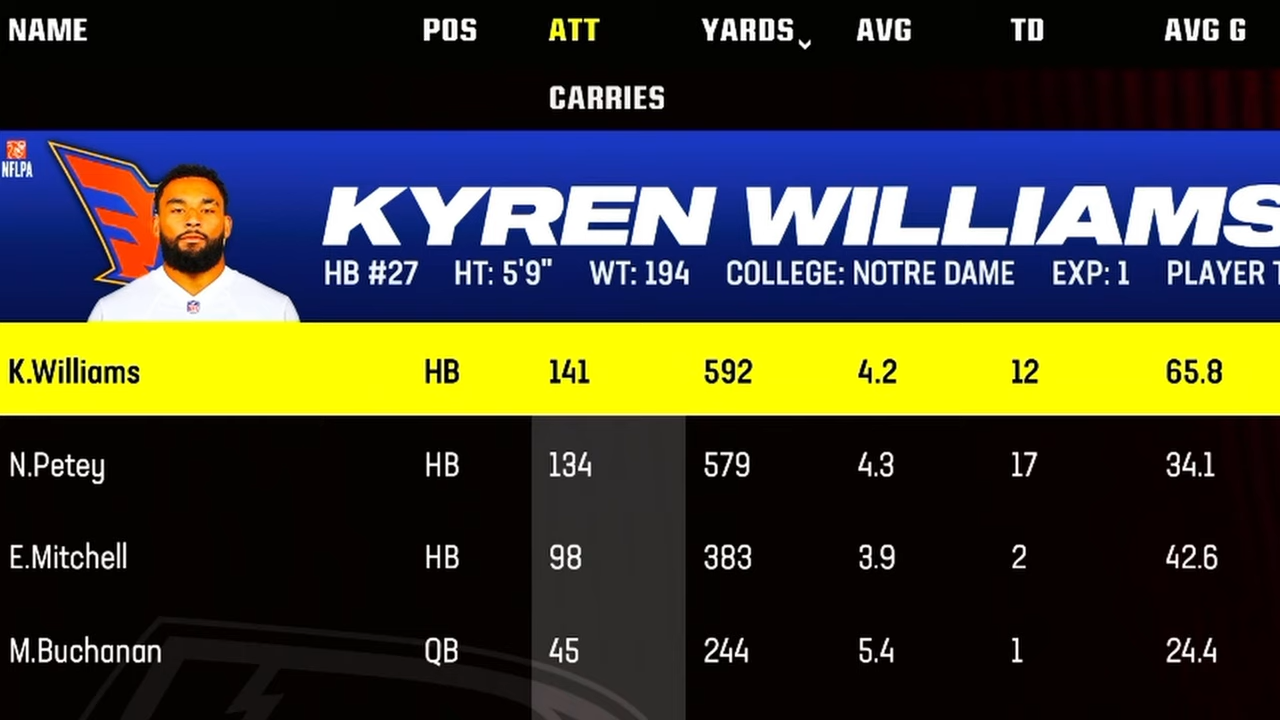 NAME POS ATT YARDS AVG TD AVG G
CARRIES
NFLPA
KYREN WILLIAMS
HB #27 HT: 5'9" WT: 194 COLLEGE: NOTRE DAME EXP: 1 PLAYER T
K.Williams HB 141 592 4.2 12 65.8
N.Petey HB 134 579 4.3 17 34.1
E.Mitchell HB 98 383 3.9 2 42.6
M.Buchanan QB 45 244 5.4 1 24.4